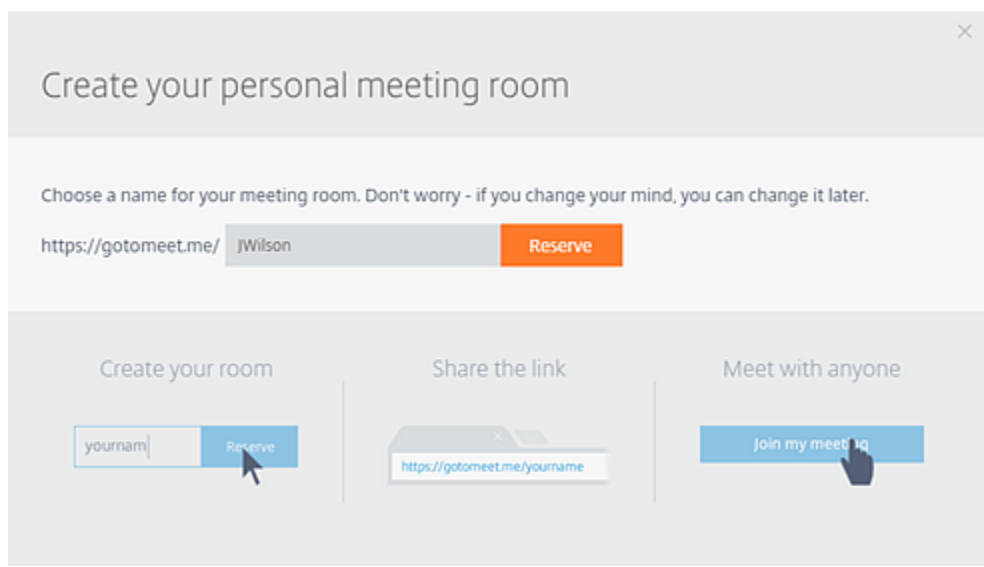 Create your personal meeting room
Choose a name for your meeting room. Don't worry - if you change your mind, you can change it later.
https://gotomeet.me/ JWilson Reserve
Create your room
Share the link
Meet with anyone
yournam Reserve
https://gotomeet.me/yourname
Join my meeting